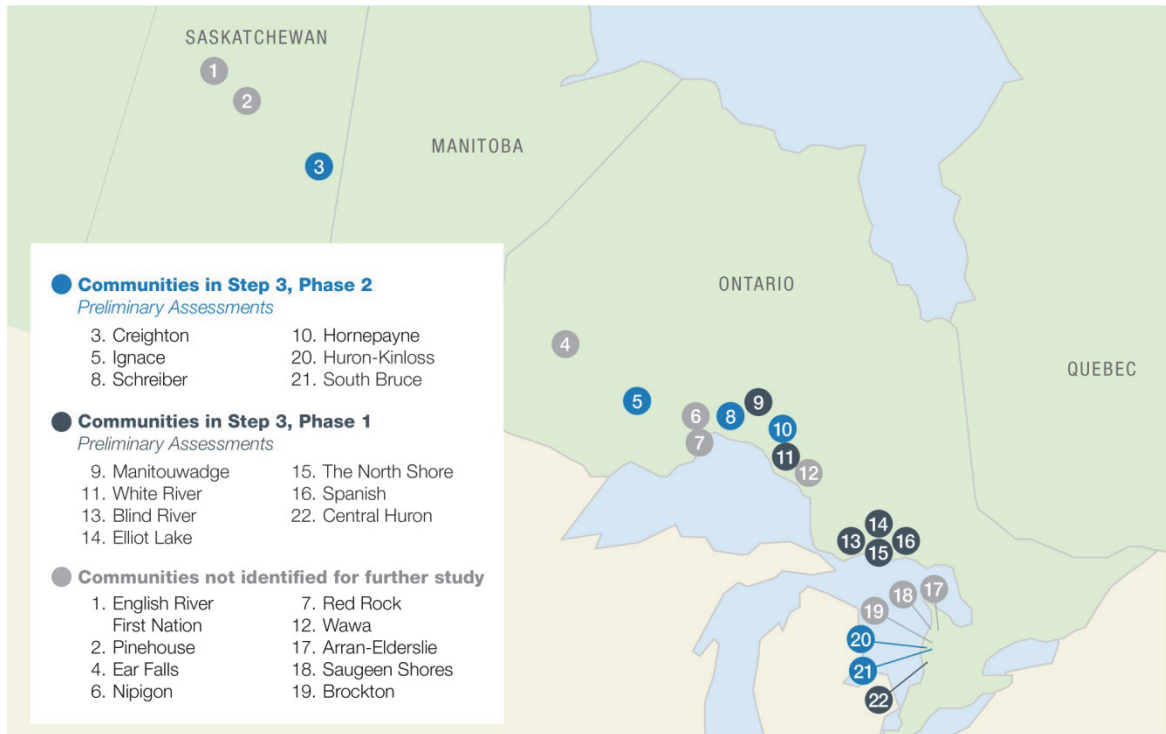 SASKATCHEWAN
1
2
3
MANITOBA
ONTARIO
QUEBEC
4
5
6
7
8
9
10
11
12
13
14
15
16
17
18
19
20
21
22
Communities in Step 3, Phase 2
Preliminary Assessments
3. Creighton
5. Ignace
8. Schreiber
10. Hornepayne
20. Huron-Kinloss
21. South Bruce
Communities in Step 3, Phase 1
Preliminary Assessments
9. Manitouwadge
11. White River
13. Blind River
14. Elliot Lake
15. The North Shore
16. Spanish
22. Central Huron
Communities not identified for further study
1. English River
First Nation
2. Pinehouse
4. Ear Falls
6. Nipigon
7. Red Rock
12. Wawa
17. Arran-Elderslie
18. Saugeen Shores
19. Brockton